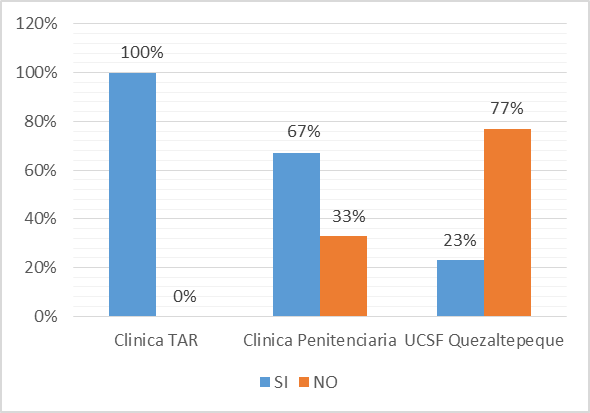 120%
100%
80%
60%
40%
20%
0%
100%
0%
67%
33%
23%
77%
Clinica TAR
Clinica Penitenciaria
UCSF Quezaltepeque
SI
NO